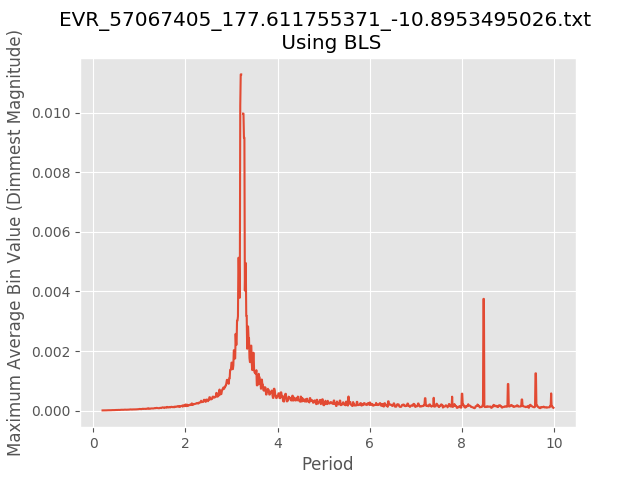 EVR_57067405_177.611755371_-10.8953495026.txt
Using BLS
Maximum Average Bin Value (Dimmest Magnitude)
0.010
0.008
0.006
0.004
0.002
0.000
0 2 4 6 8 10
Period